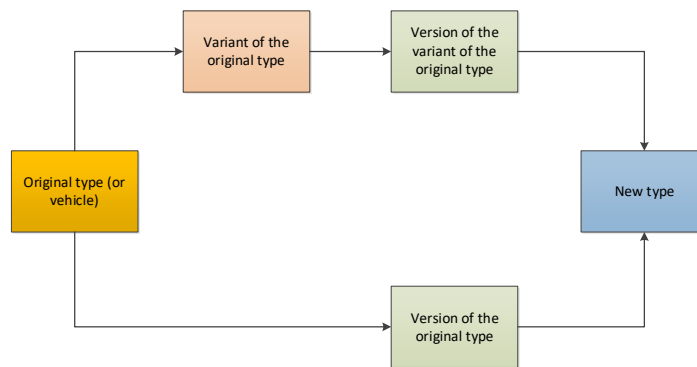 Variant of the
original type
Version of the
variant of the
original type
Original type (or
vehicle)
New type
Version of the
original type